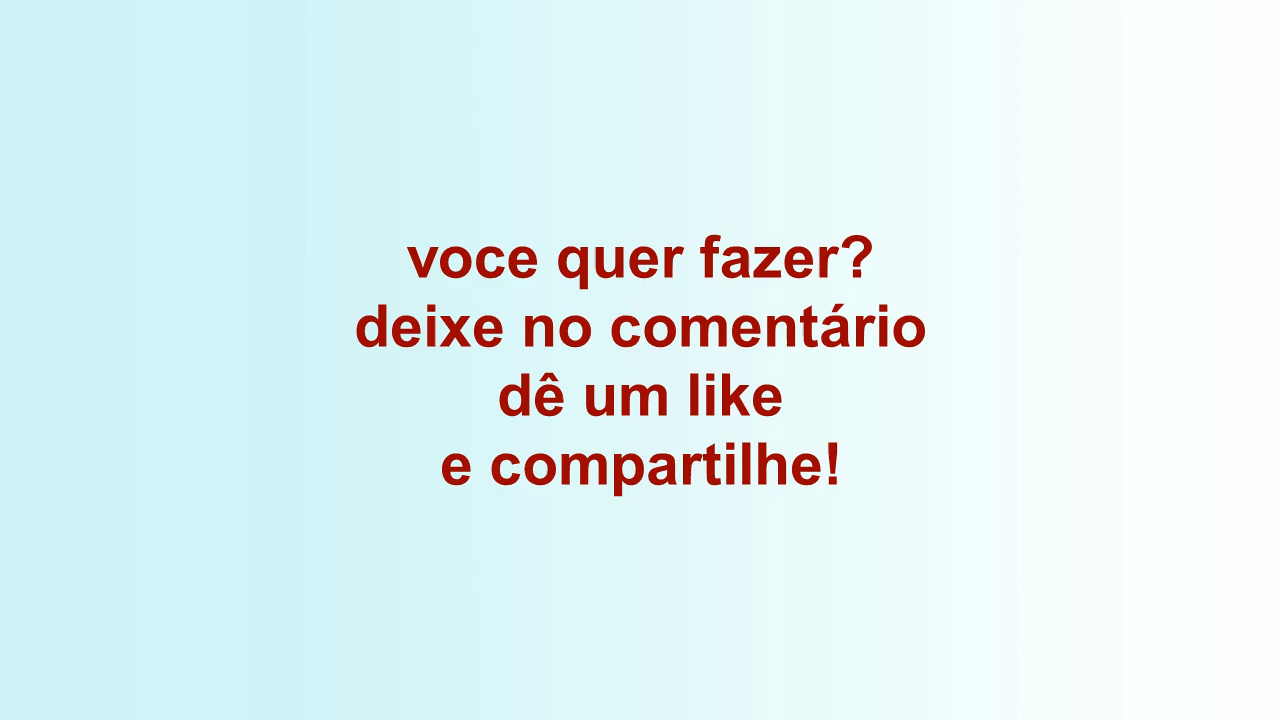 voce quer fazer?
deixe no comentário
dê um like
e compartilhe!